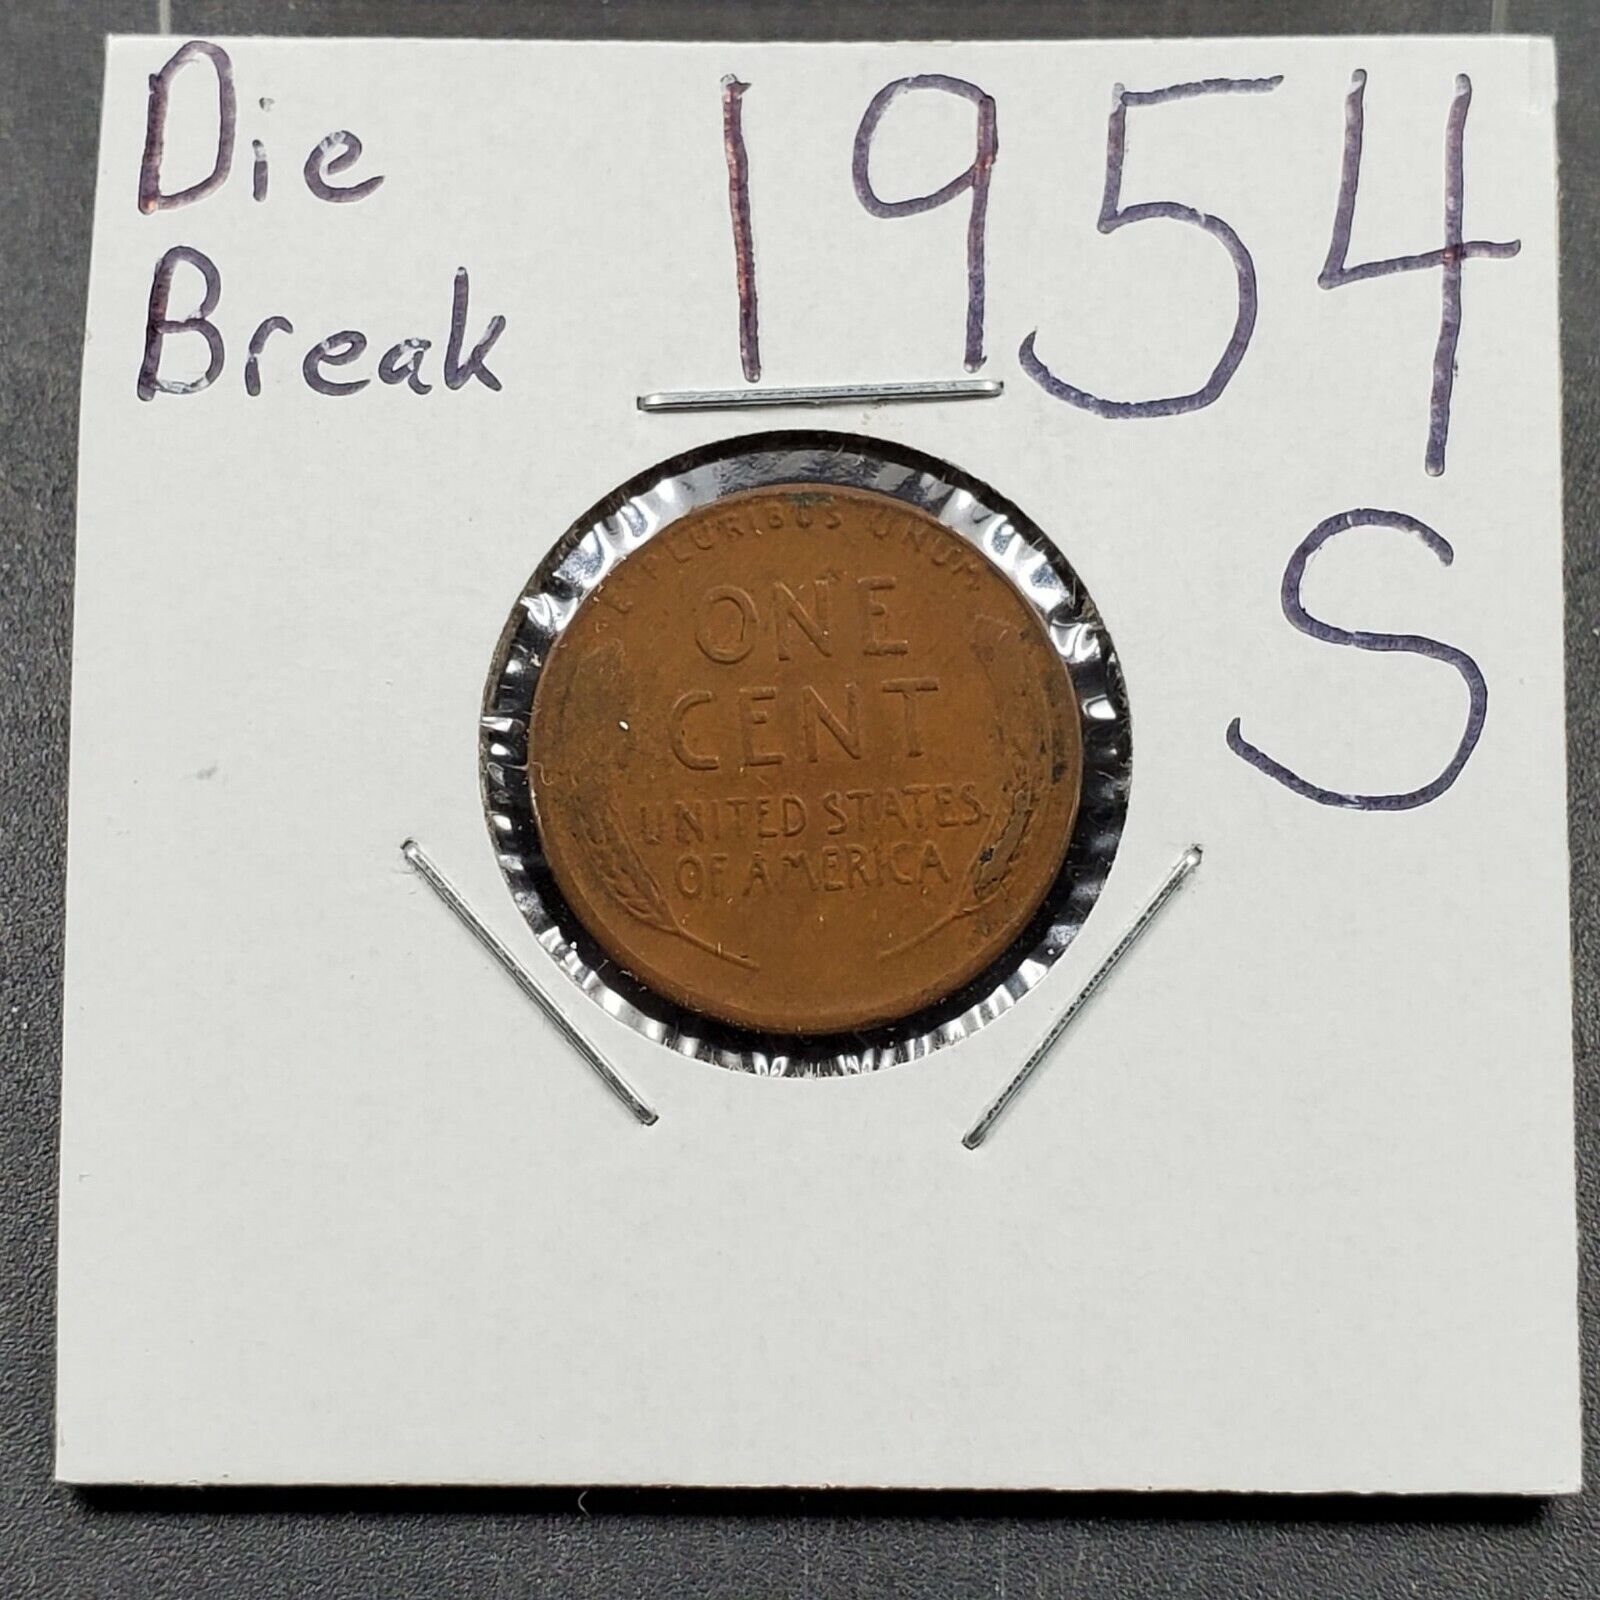 Die
Break
1954
S
E PLURIBUS UNUM
ONE
CENT
UNITED STATES
OF AMERICA